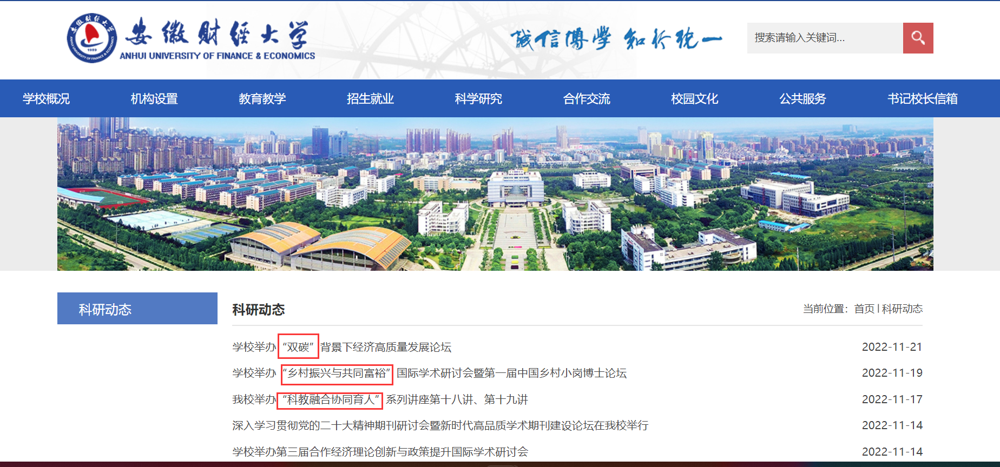 安徽财经大学
ANHUI UNIVERSITY OF FINANCE & ECONOMICS
誠信博學 知行统一
搜索请输入关键词...
学校概况 机构设置 教育教学 招生就业 科学研究 合作交流 校园文化 公共服务 书记校长信箱
科研动态
科研动态
当前位置：首页 | 科研动态
学校举办“双碳”背景下经济高质量发展论坛 2022-11-21
学校举办“乡村振兴与共同富裕”国际学术研讨会暨第一届中国乡村小岗博士论坛 2022-11-19
我校举办“科教融合协同育人”系列讲座第十八讲、第十九讲 2022-11-17
深入学习贯彻党的二十大精神期刊研讨会暨新时代高品质学术期刊建设论坛在我校举行 2022-11-14
学校举办第三届合作经济理论创新与政策提升国际学术研讨会 2022-11-14